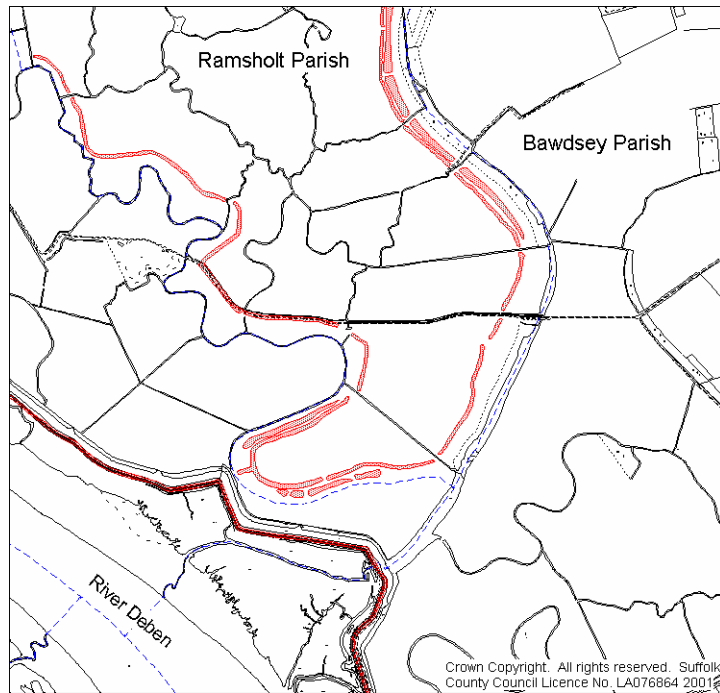 Ramsholt Parish
Bawdsey Parish
River Deben
Crown Copyright. All rights reserved. Suffolk
County Council Licence No. LA076864 2001